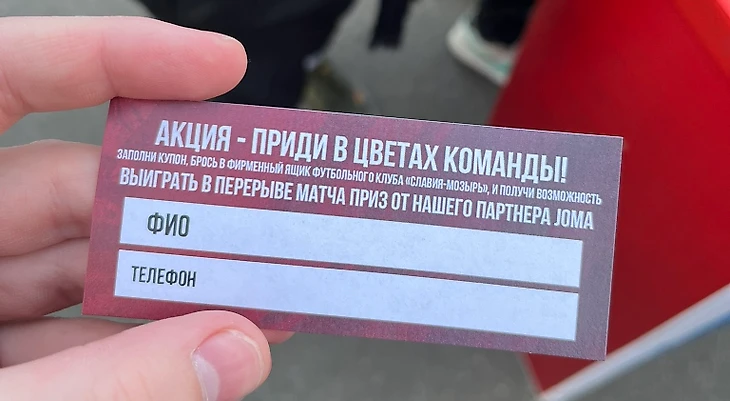 АКЦИЯ - ПРИДИ В ЦВЕТАХ КОМАНДЫ!
ЗАПОЛНИ КУПОН, БРОСЬ В ФИРМЕННЫЙ ЯЩИК ФУТБОЛЬНОГО КЛУБА «СЛАВИЯ-МОЗЫРЬ», И ПОЛУЧИ ВОЗМОЖНОСТЬ
ВЫИГРАТЬ В ПЕРЕРЫВЕ МАТЧА ПРИЗ ОТ НАШЕГО ПАРТНЕРА JOMA
ФИО
ТЕЛЕФОН